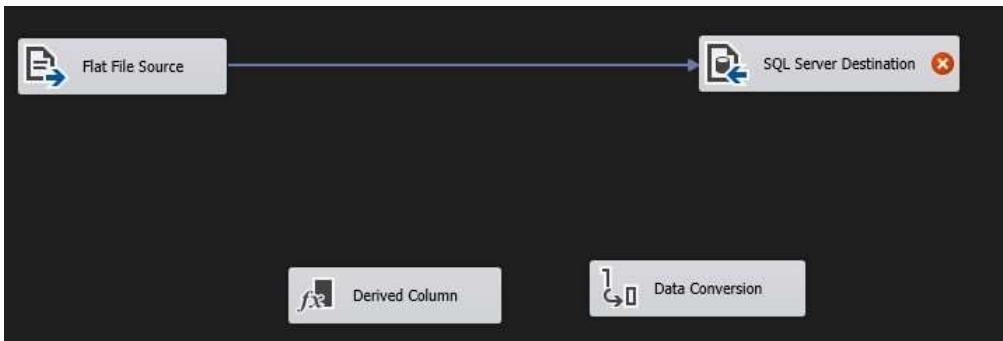 Flat File Source
SQL Server Destination
Derived Column
Data Conversion